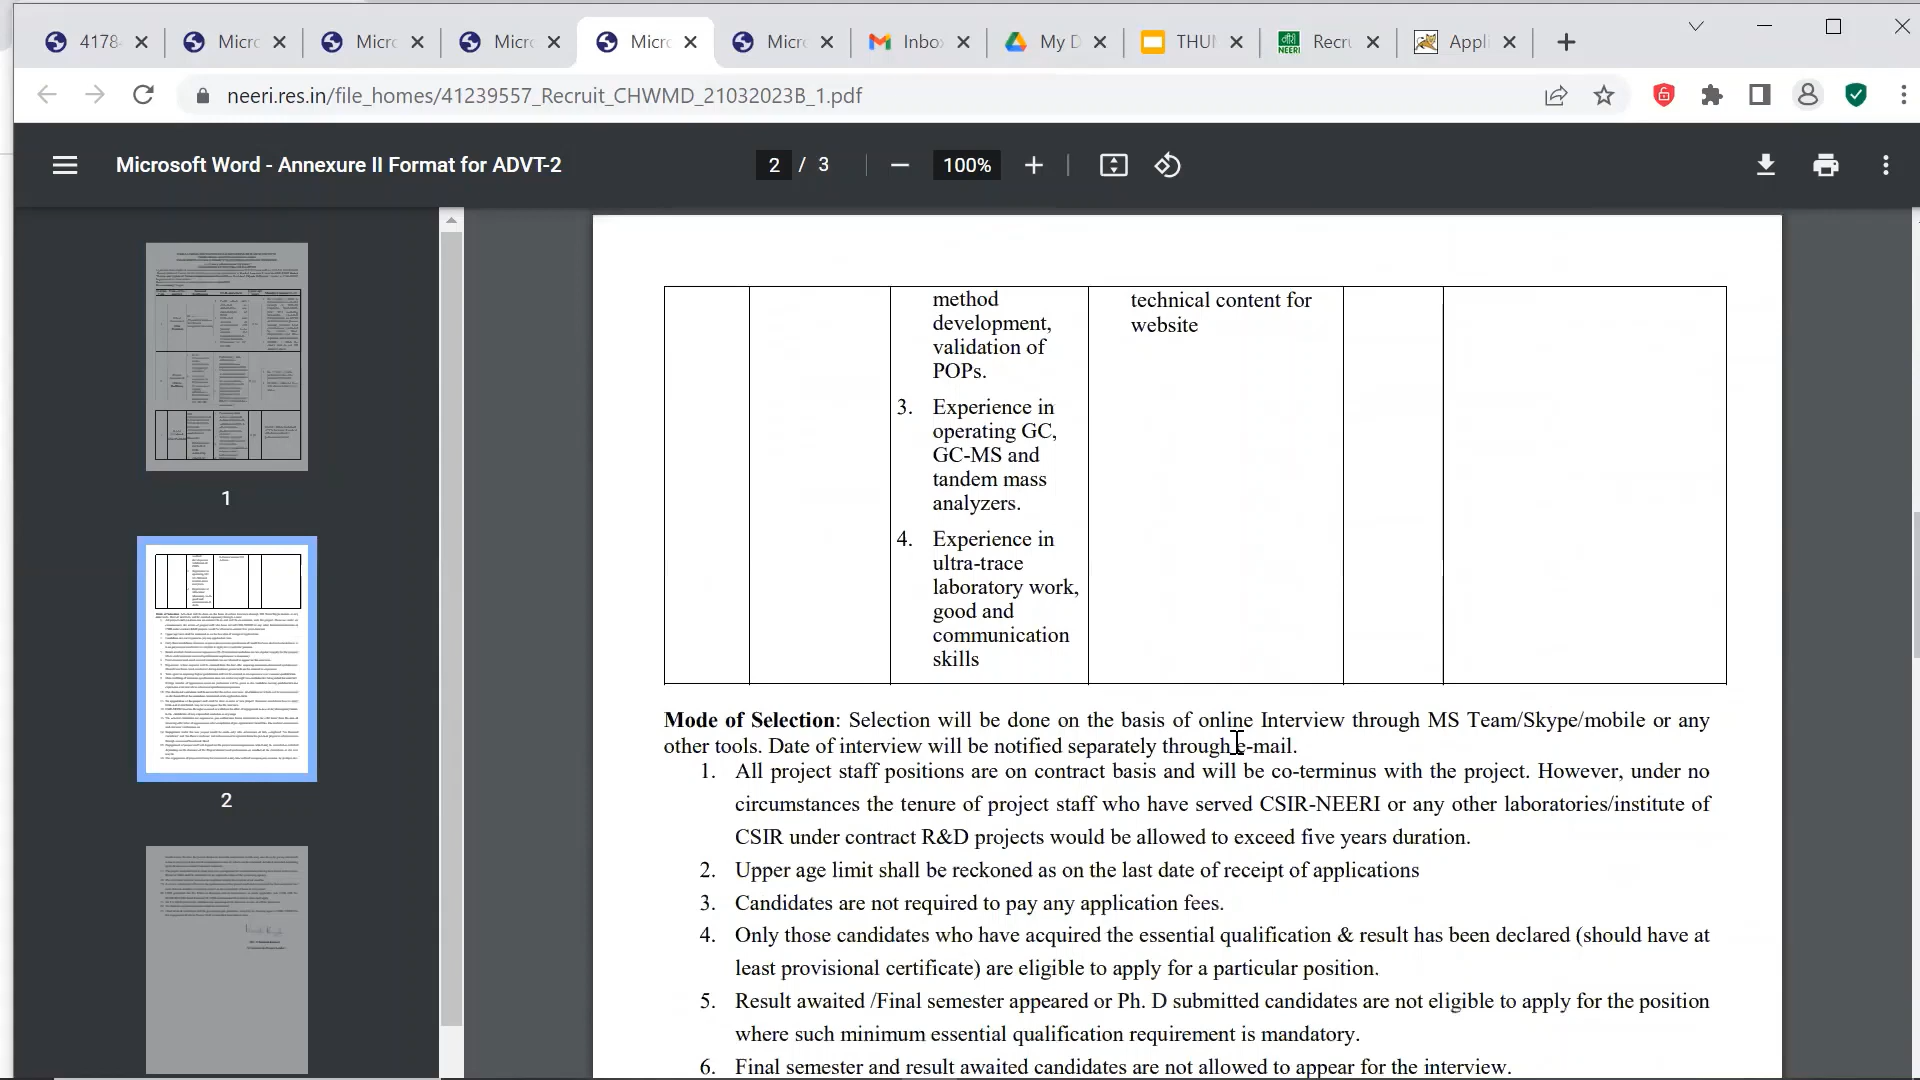 4178
Micro
Micro
Micro
Micro
Micro
Inbo
My D
THUM
Recru
Appli
neeri.res.in/file_homes/41239557_Recruit_CHWMD_21032023B_1.pdf
Microsoft Word - Annexure II Format for ADVT-2
2 / 3
100%
1
2
method
development,
validation of
POPs.
3. Experience in
operating GC,
GC-MS and
tandem mass
analyzers.
4. Experience in
ultra-trace
laboratory work,
good and
communication
skills
technical content for
website
Mode of Selection: Selection will be done on the basis of online Interview through MS Team/Skype/mobile or any
other tools. Date of interview will be notified separately through e-mail.
1. All project staff positions are on contract basis and will be co-terminus with the project. However, under no
circumstances the tenure of project staff who have served CSIR-NEERI or any other laboratories/institute of
CSIR under contract R&D projects would be allowed to exceed five years duration.
2. Upper age limit shall be reckoned as on the last date of receipt of applications
3. Candidates are not required to pay any application fees.
4. Only those candidates who have acquired the essential qualification & result has been declared (should have at
least provisional certificate) are eligible to apply for a particular position.
5. Result awaited /Final semester appeared or Ph. D submitted candidates are not eligible to apply for the position
where such minimum essential qualification requirement is mandatory.
6. Final semester and result awaited candidates are not allowed to appear for the interview.